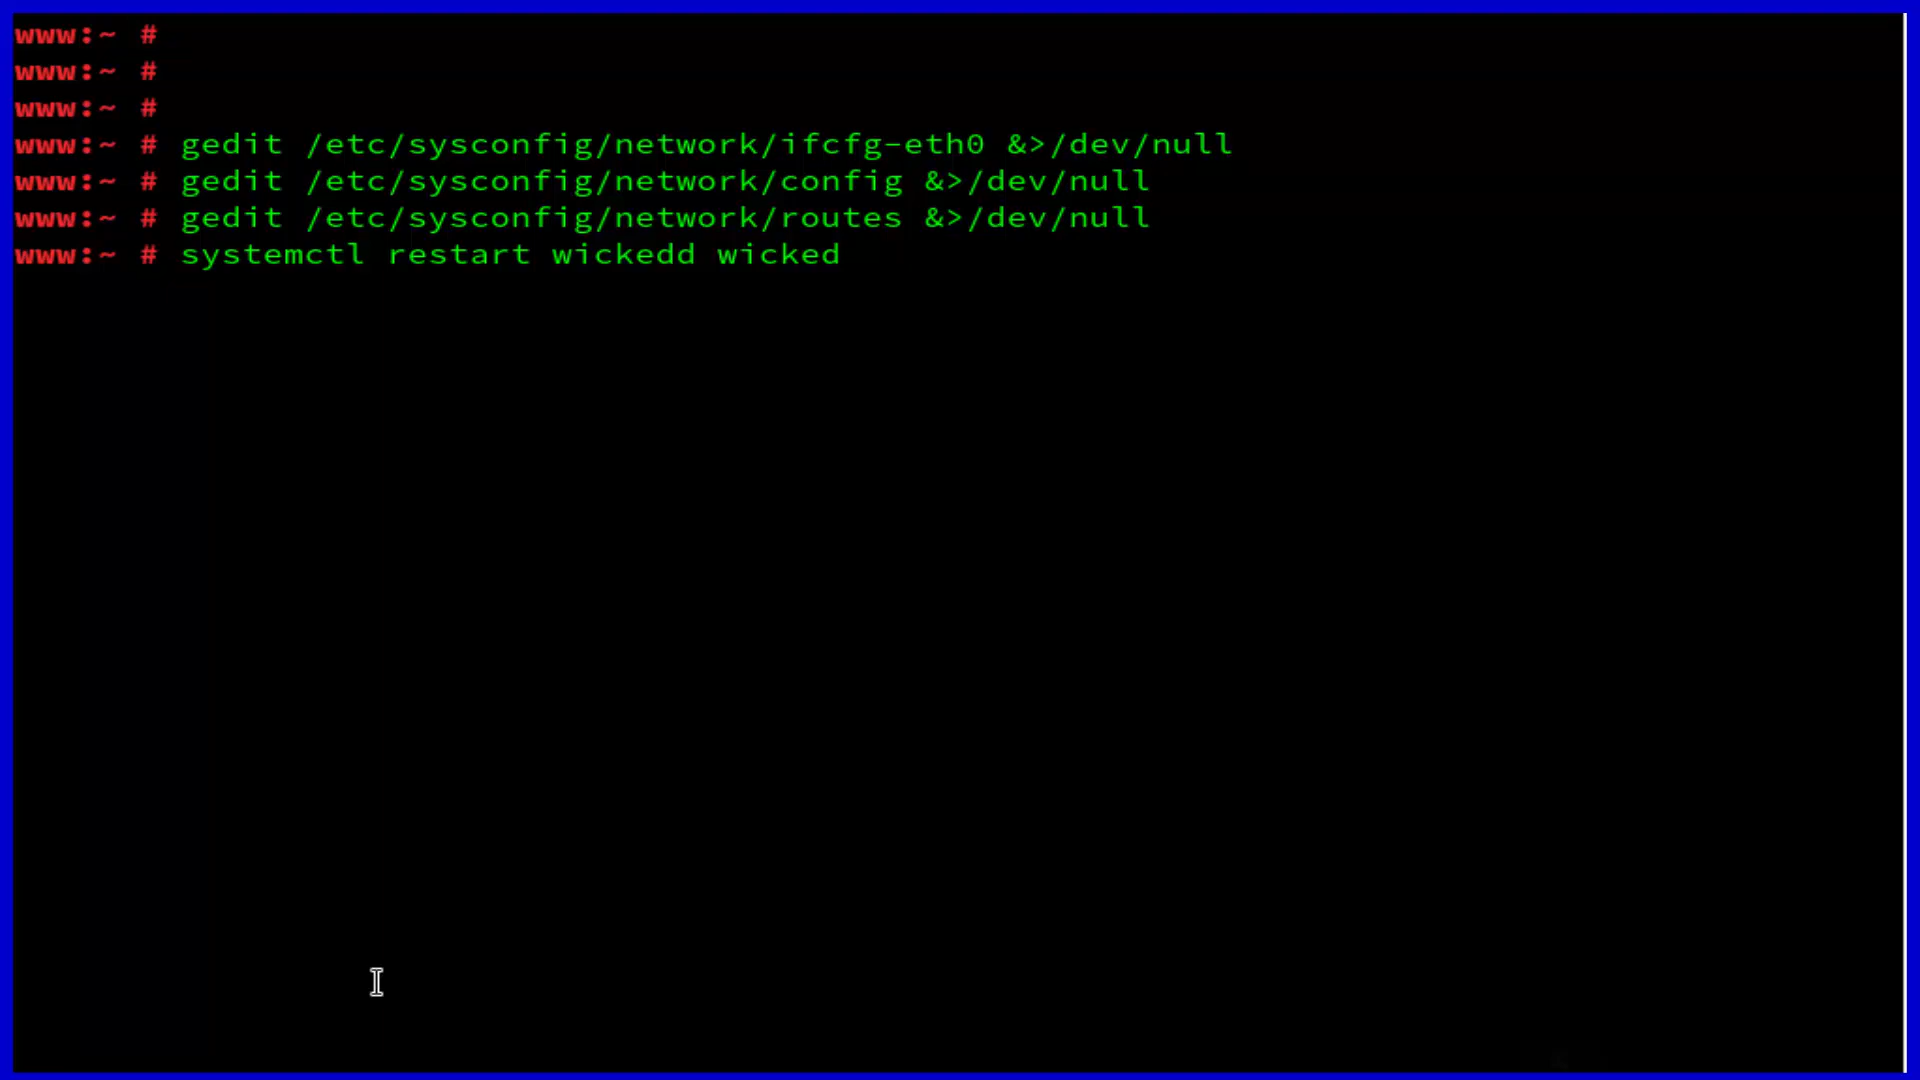 www:~ #
www:~ #
www:~ #
www:~ # gedit /etc/sysconfig/network/ifcfg-eth0 &>/dev/null
www:~ # gedit /etc/sysconfig/network/config &>/dev/null
www:~ # gedit /etc/sysconfig/network/routes &>/dev/null
www:~ # systemctl restart wickedd wicked